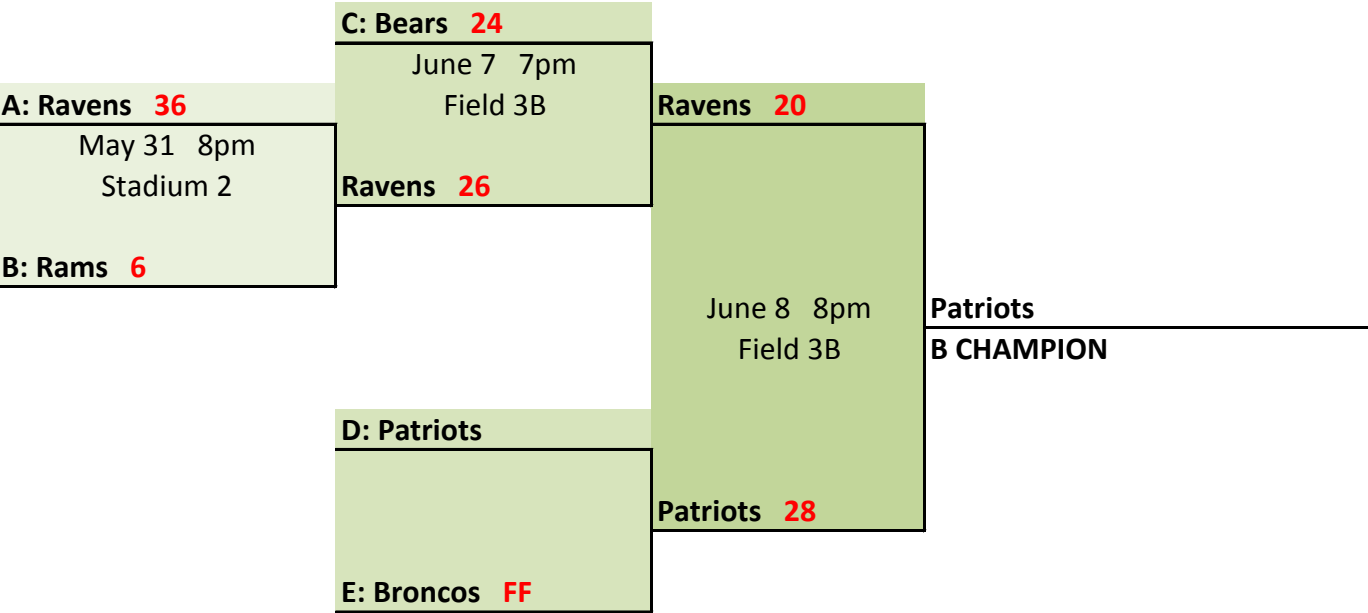 C: Bears 24
June 7 7pm
Field 3B
A: Ravens 36
May 31 8pm
Stadium 2
B: Rams 6
Ravens 26
Ravens 20
June 8 8pm
Field 3B
Patriots
B CHAMPION
D: Patriots
Patriots 28
E: Broncos FF